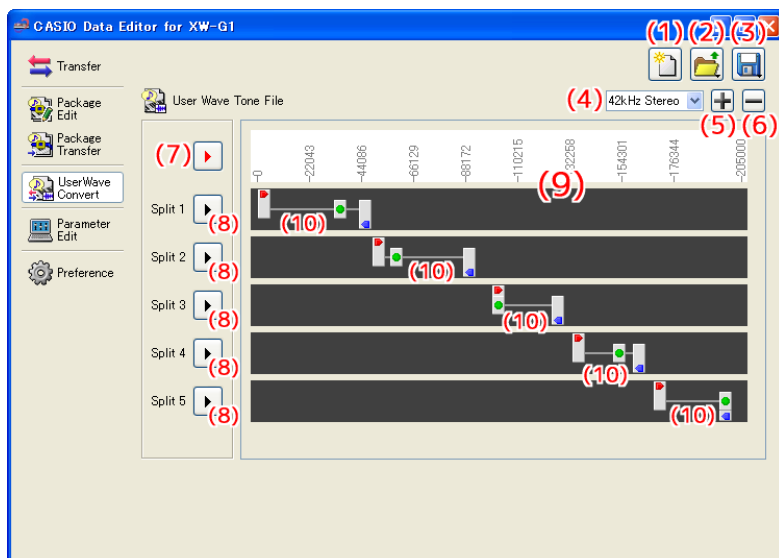 CASIO Data Editor for XW-G1
(1) (2) (3)
Transfer
Package
Edit
Package
Transfer
UserWave
Convert
Parameter
Edit
Preference
User Wave Tone File
(4) 42kHz Stereo
(5) (6)
(7)
0
22043
44086
66129
88172
110215
132258
154301
176344
205000
(9)
Split 1 (8) (10)
Split 2 (8) (10)
Split 3 (8) (10)
Split 4 (8) (10)
Split 5 (8) (10)